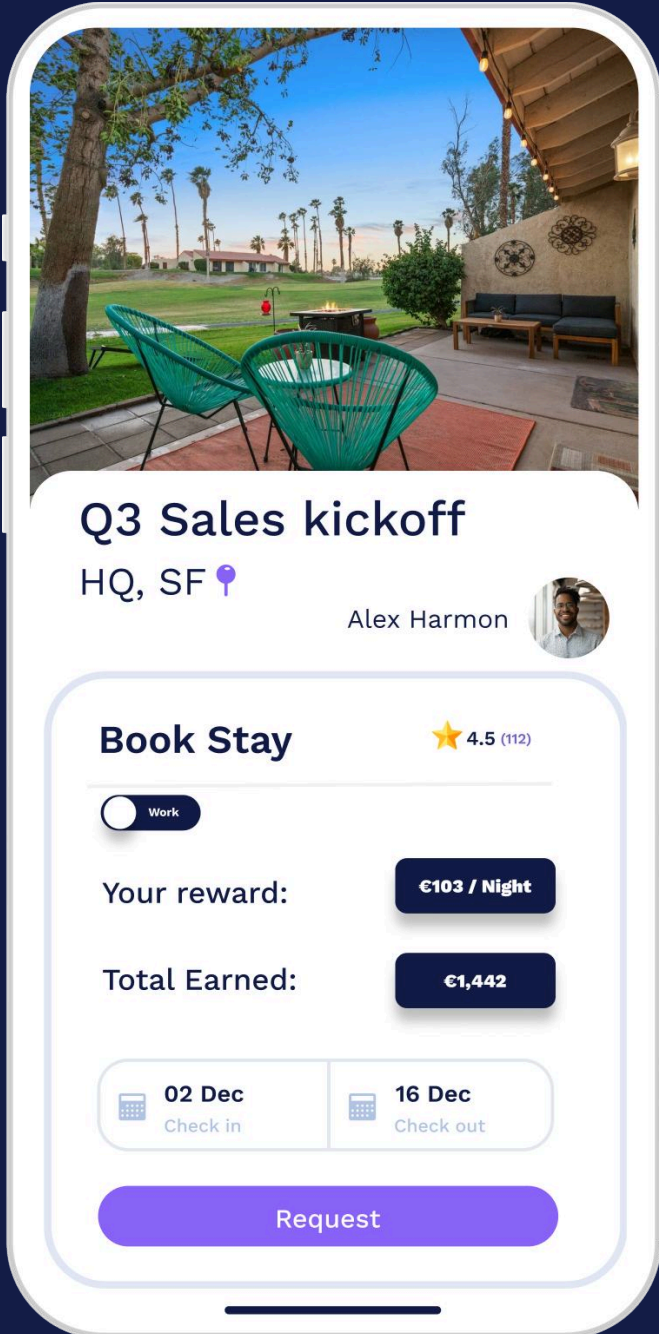 Q3 Sales kickoff
HQ, SF
Alex Harmon
Book Stay
4.5 (112)
Work
Your reward:
€103 / Night
Total Earned:
€1,442
02 Dec
Check in
16 Dec
Check out
Request